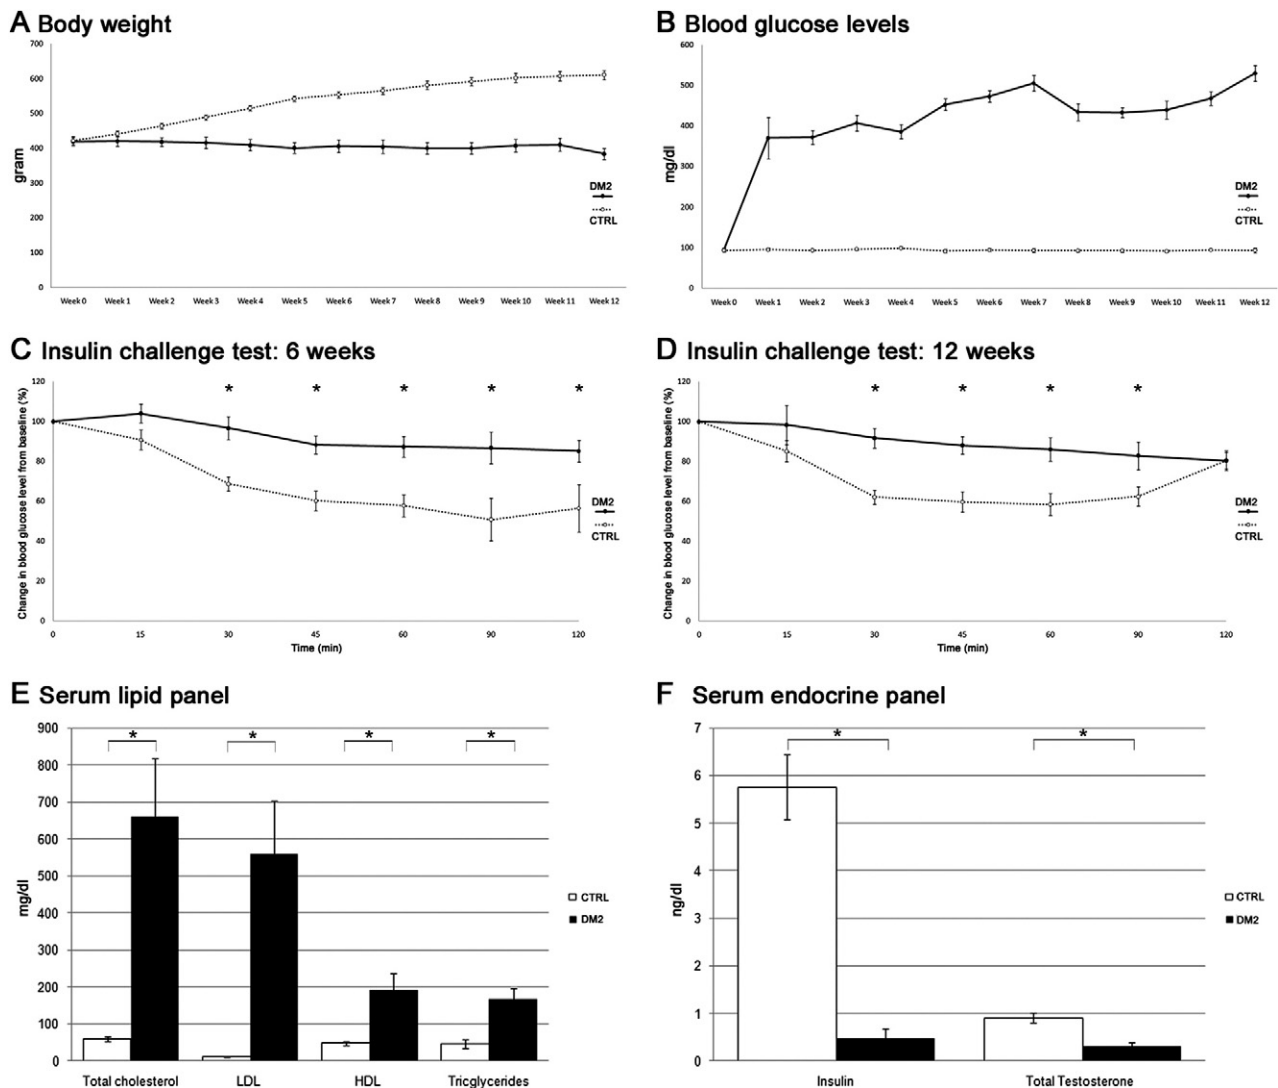 A Body weight
700
600
500
400
300
200
100
0
gram
DM2
CTRL
Week 0 Week 1 Week 2 Week 3 Week 4 Week 5 Week 6 Week 7 Week 8 Week 9 Week 10 Week 11 Week 12
B Blood glucose levels
600
500
400
300
200
100
0
mg/dl
DM2
CTRL
Week 0 Week 1 Week 2 Week 3 Week 4 Week 5 Week 6 Week 7 Week 8 Week 9 Week 10 Week 11 Week 12
C Insulin challenge test: 6 weeks
120
100
80
60
40
20
0
Change in blood glucose level from baseline (%)
* * * * *
DM2
CTRL
0 15 30 45 60 90 120
Time (min)
D Insulin challenge test: 12 weeks
120
100
80
60
40
20
0
Change in blood glucose level from baseline (%)
* * * *
DM2
CTRL
0 15 30 45 60 90 120
Time (min)
E Serum lipid panel
900
800
700
600
500
400
300
200
100
0
mg/dl
* * * *
CTRL
DM2
Total cholesterol LDL HDL Tricglycerides
F Serum endocrine panel
7
6
5
4
3
2
1
0
ng/dl
* *
CTRL
DM2
Insulin Total Testosterone